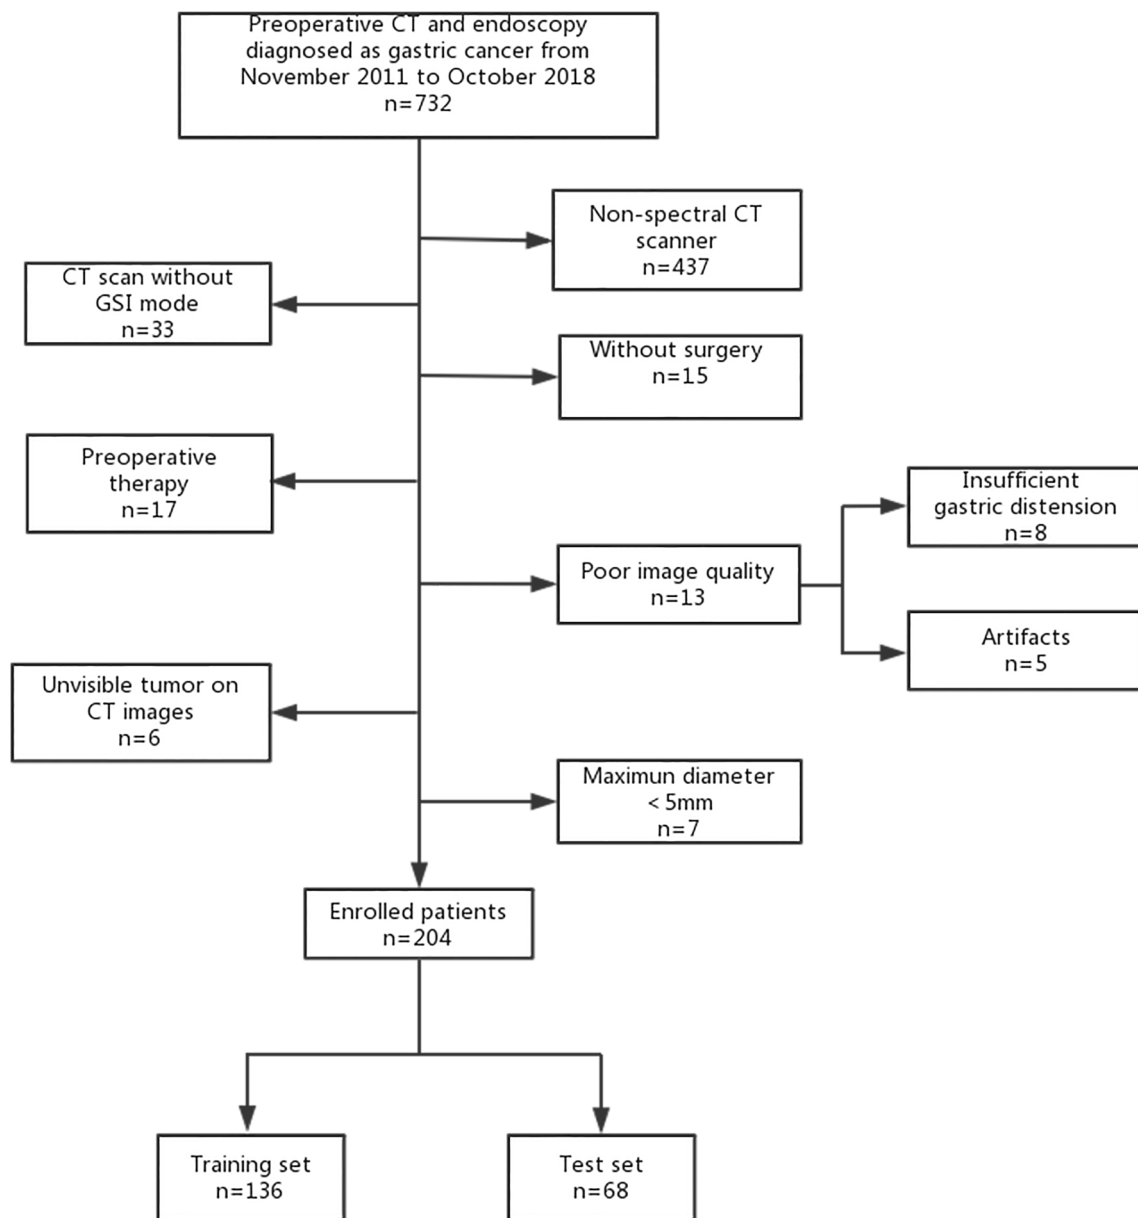 Preoperative CT and endoscopy
diagnosed as gastric cancer from
November 2011 to October 2018
n=732
Non-spectral CT
scanner
n=437
CT scan without
GSI mode
n=33
Without surgery
n=15
Preoperative
therapy
n=17
Insufficient
gastric distension
n=8
Poor image quality
n=13
Artifacts
n=5
Unvisible tumor on
CT images
n=6
Maximun diameter
< 5mm
n=7
Enrolled patients
n=204
Training set
n=136
Test set
n=68